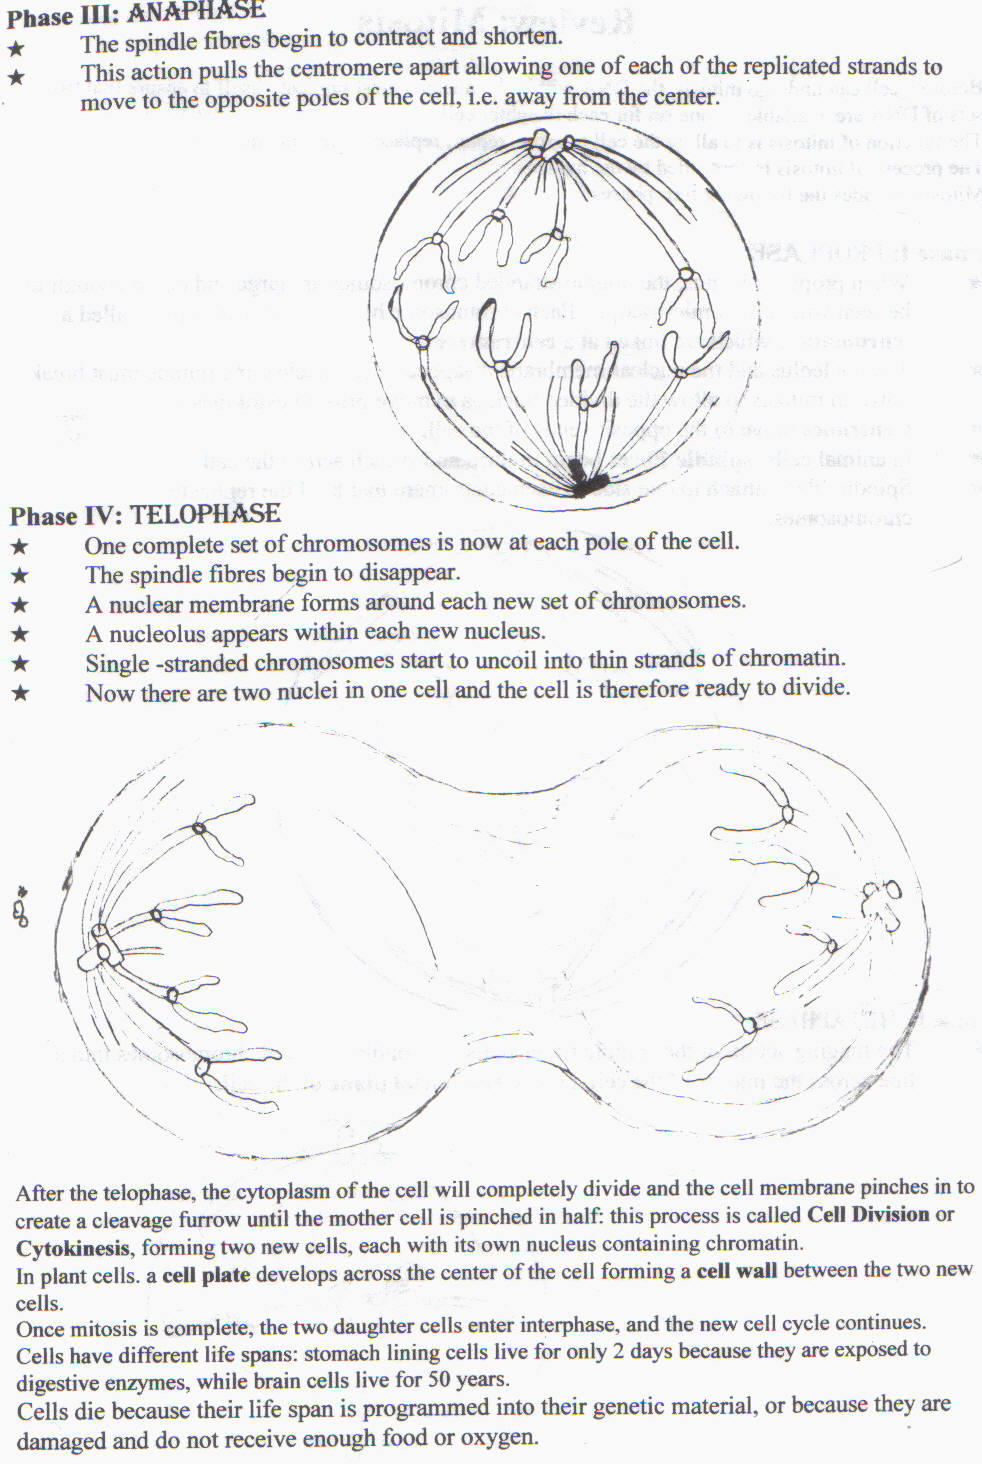 Phase III: ANAPHASE
★ The spindle fibres begin to contract and shorten.
★ This action pulls the centromere apart allowing one of each of the replicated strands to
move to the opposite poles of the cell, i.e. away from the center.
Phase IV: TELOPHASE
★ One complete set of chromosomes is now at each pole of the cell.
★ The spindle fibres begin to disappear.
★ A nuclear membrane forms around each new set of chromosomes.
★ A nucleolus appears within each new nucleus.
★ Single -stranded chromosomes start to uncoil into thin strands of chromatin.
★ Now there are two nuclei in one cell and the cell is therefore ready to divide.
After the telophase, the cytoplasm of the cell will completely divide and the cell membrane pinches in to
create a cleavage furrow until the mother cell is pinched in half: this process is called Cell Division or
Cytokinesis, forming two new cells, each with its own nucleus containing chromatin.
In plant cells. a cell plate develops across the center of the cell forming a cell wall between the two new
cells.
Once mitosis is complete, the two daughter cells enter interphase, and the new cell cycle continues.
Cells have different life spans: stomach lining cells live for only 2 days because they are exposed to
digestive enzymes, while brain cells live for 50 years.
Cells die because their life span is programmed into their genetic material, or because they are
damaged and do not receive enough food or oxygen.